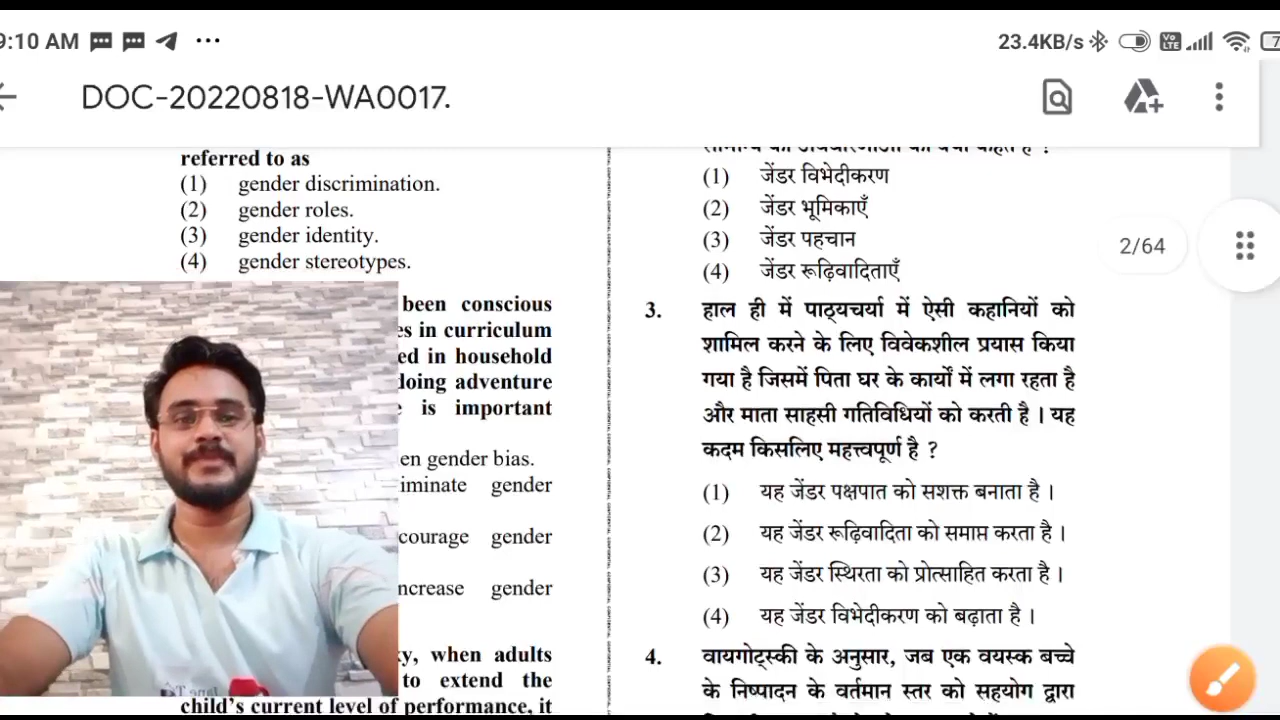 9:10 AM
23.4KB/s
DOC-20220818-WA0017.
referred to as
(1) gender discrimination.
(2) gender roles.
(3) gender identity.
(4) gender stereotypes.
been conscious
in curriculum
in household
doing adventure
is important
gender bias.
gender
gender
gender
when adults
to extend the
child's current level of performance, it
(1) जेंडर विभेदीकरण
(2) जेंडर भूमिकाएँ
(3) जेंडर पहचान
(4) जेंडर रूढ़िवादिताएँ
3. हाल ही में पाठ्यचर्या में ऐसी कहानियों को
शामिल करने के लिए विवेकशील प्रयास किया
गया है जिसमें पिता घर के कार्यों में लगा रहता है
और माता साहसी गतिविधियों को करती है । यह
कदम किसलिए महत्त्वपूर्ण है ?
(1) यह जेंडर पक्षपात को सशक्त बनाता है ।
(2) यह जेंडर रूढ़िवादिता को समाप्त करता है ।
(3) यह जेंडर स्थिरता को प्रोत्साहित करता है ।
(4) यह जेंडर विभेदीकरण को बढ़ाता है ।
4. वायगोट्स्की के अनुसार, जब एक वयस्क बच्चे
के निष्पादन के वर्तमान स्तर को सहयोग द्वारा
2/64